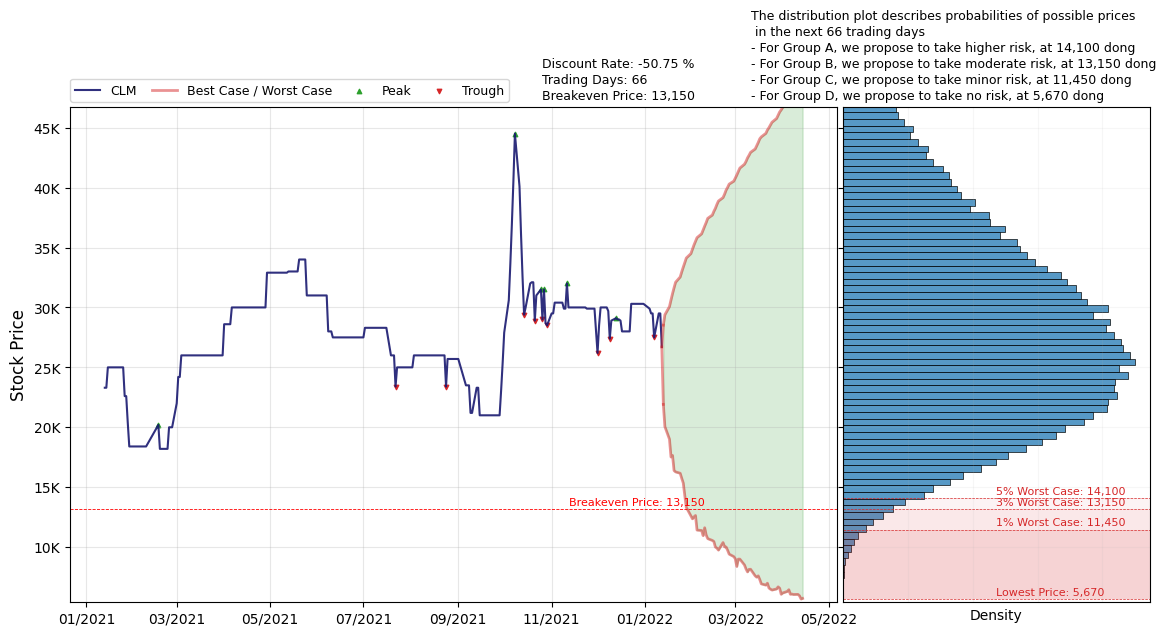 The distribution plot describes probabilities of possible prices
in the next 66 trading days
- For Group A, we propose to take higher risk, at 14,100 dong
- For Group B, we propose to take moderate risk, at 13,150 dong
- For Group C, we propose to take minor risk, at 11,450 dong
- For Group D, we propose to take no risk, at 5,670 dong
Discount Rate: -50.75 %
Trading Days: 66
Breakeven Price: 13,150
CLM
Best Case / Worst Case
Peak
Trough
Stock Price
45K
40K
35K
30K
25K
20K
15K
10K
Breakeven Price: 13,150
01/2021
03/2021
05/2021
07/2021
09/2021
11/2021
01/2022
03/2022
05/2022
5% Worst Case: 14,100
3% Worst Case: 13,150
1% Worst Case: 11,450
Lowest Price: 5,670
Density